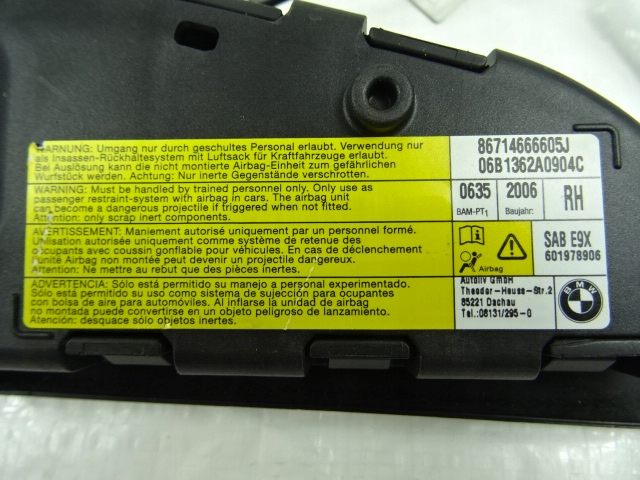 WARNUNG: Umgang nur durch geschultes Personal erlaubt. Verwendung nur
als Insassen-Rückhaltesystem mit Luftsack für Kraftfahrzeuge erlaubt.
Bei Auslösung kann die nicht montierte Airbag-Einheit zum gefährlichen
Wurfstück werden. Achtung: Nur inerte Gegenstände verschrotten.
WARNING: Must be handled by trained personnel only. Only use as
passenger restraint-system with airbag in cars. The airbag unit
can become a dangerous projectile if triggered when not fitted.
Attention: only scrap inert components.
AVERTISSEMENT: Maniement autorisé uniquement par un personnel formé.
Utilisation autorisée uniquement comme système de retenue des
occupants avec coussin gonflable pour véhicules. En cas de déclenchement
l'unité Airbag non montée peut devenir un projectile dangereux.
Attention: Ne mettre au rebut que des pièces inertes.
ADVERTENCIA: Sólo está permitido su manejo a personal experimentado.
Sólo está permitido su uso como sistema de sujección para ocupantes
con bolsa de aire para automóviles. Al inflarse la unidad de airbag
no montada puede convertirse en un objeto peligroso de lanzamiento.
Atención: desguace sólo objetos inertes.
86714666605J
06B1362A0904C
0635 2006 RH
BAM-PT1 Baujahr:
SAB E9X
601978906
Airbag
Autoliv GmbH
Theodor-Heuss-Str.2
85221 Dachau
Tel.:08131/295-0
BMW